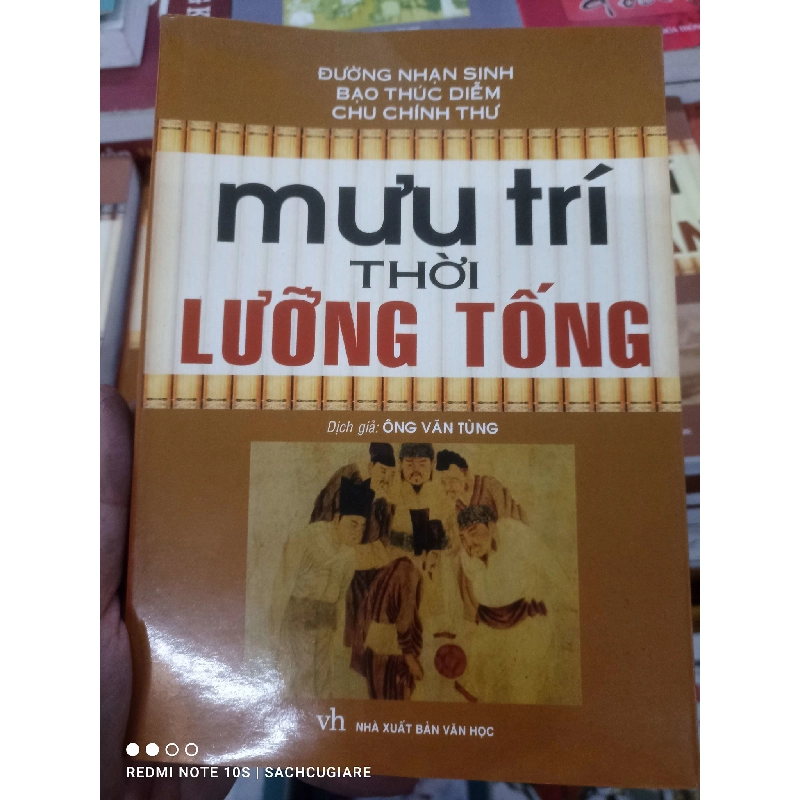 ĐƯỜNG NHẠN SINH
BẠO THÚC DIỄM
CHU CHÍNH THƯ
mưu trí
THỜI
LƯỠNG TỐNG
Dịch giả: ÔNG VĂN TÙNG
vh NHÀ XUẤT BẢN VĂN HỌC
REDMI NOTE 10S | SACHCUGIARE